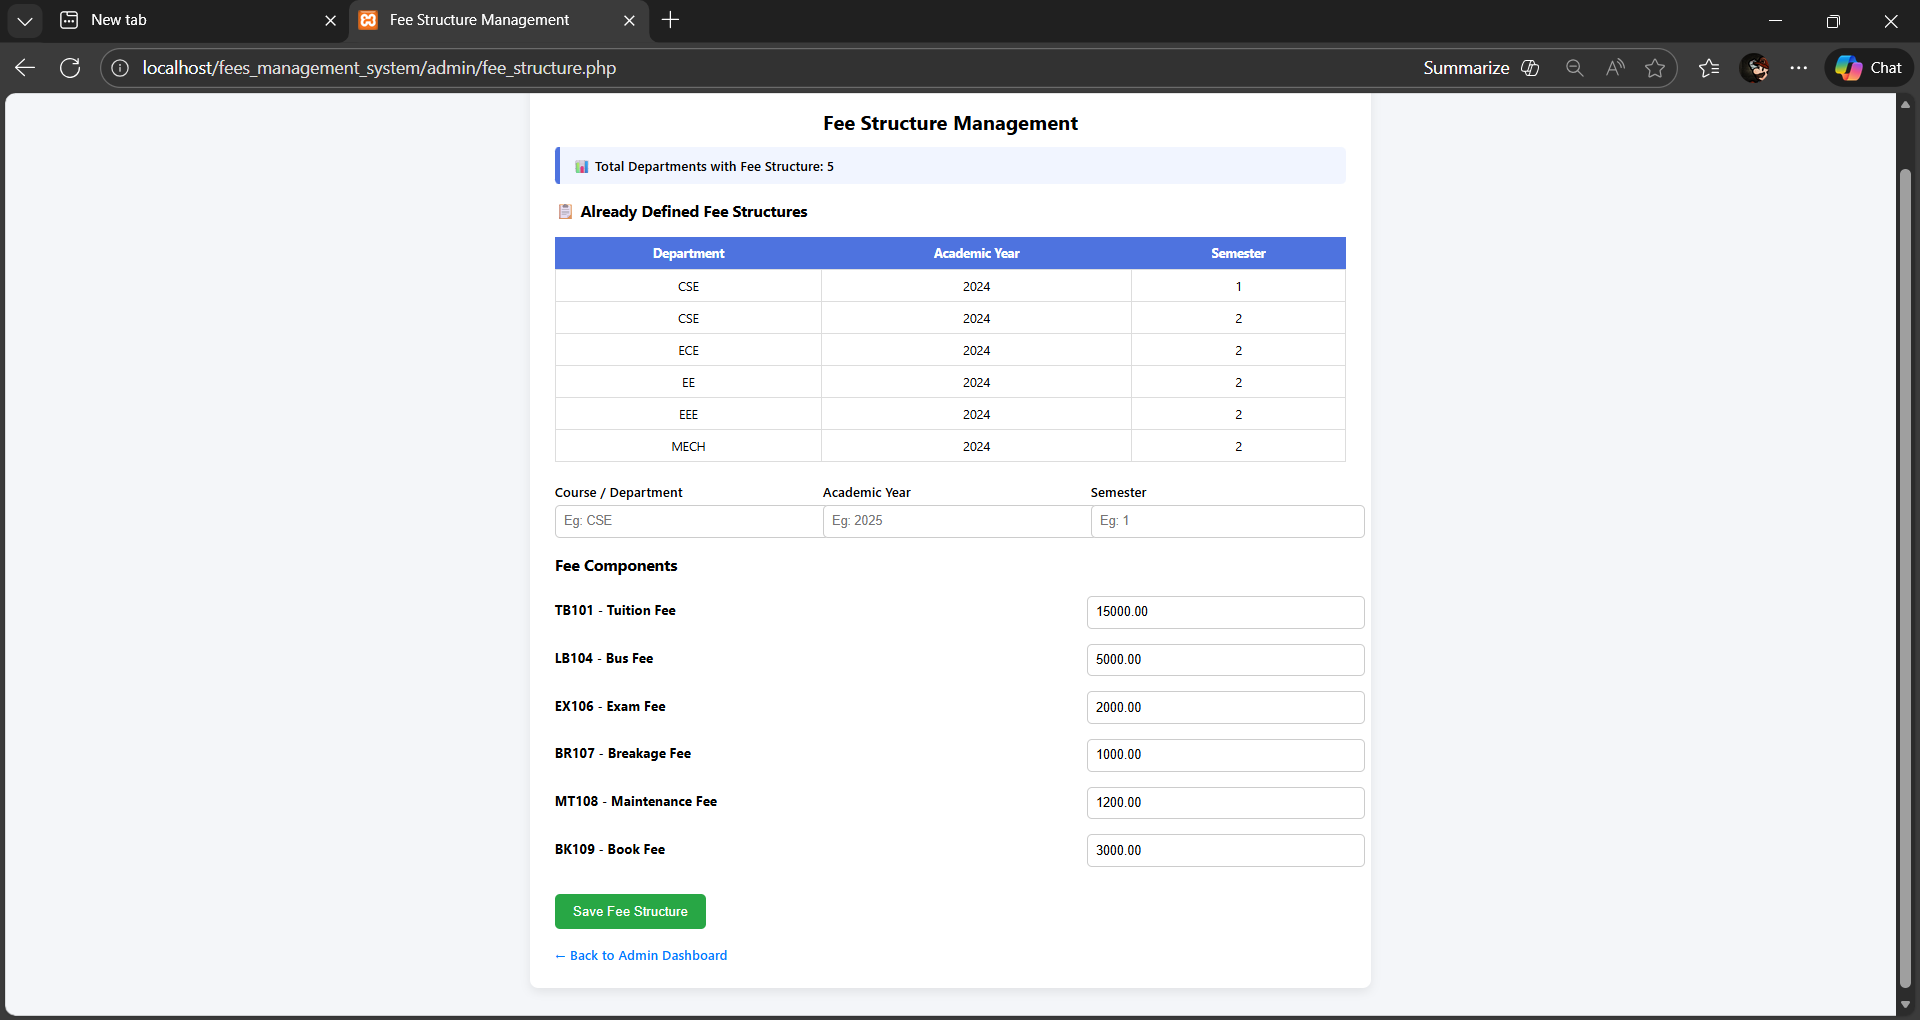 New tab
Fee Structure Management
localhost/fees_management_system/admin/fee_structure.php
Summarize
Chat
Fee Structure Management
Total Departments with Fee Structure: 5
Already Defined Fee Structures
Department Academic Year Semester
CSE 2024 1
CSE 2024 2
ECE 2024 2
EE 2024 2
EEE 2024 2
MECH 2024 2
Course / Department Academic Year Semester
Eg: CSE Eg: 2025 Eg: 1
Fee Components
TB101 - Tuition Fee 15000.00
LB104 - Bus Fee 5000.00
EX106 - Exam Fee 2000.00
BR107 - Breakage Fee 1000.00
MT108 - Maintenance Fee 1200.00
BK109 - Book Fee 3000.00
Save Fee Structure
← Back to Admin Dashboard